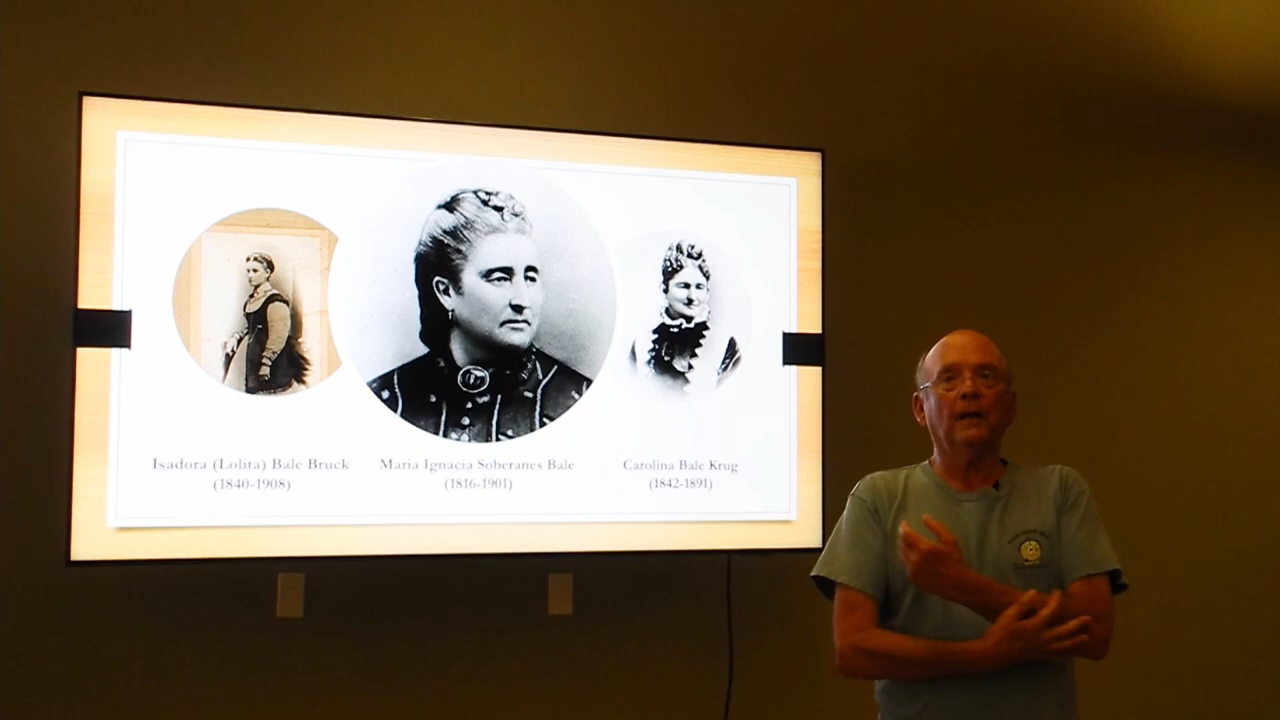 Isadora (Lolita) Bale Bruck
(1840-1908)
Maria Ignacia Soberanes Bale
(1816-1901)
Carolina Bale Krug
(1842-1891)